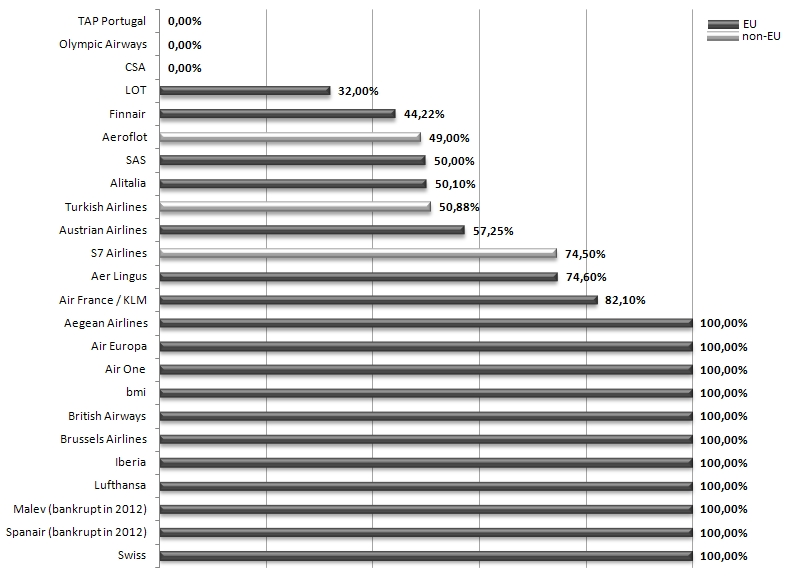 TAP Portugal 0,00%
EU
Olympic Airways 0,00%
non-EU
CSA 0,00%
LOT 32,00%
Finnair 44,22%
Aeroflot 49,00%
SAS 50,00%
Alitalia 50,10%
Turkish Airlines 50,88%
Austrian Airlines 57,25%
S7 Airlines 74,50%
Aer Lingus 74,60%
Air France / KLM 82,10%
Aegean Airlines 100,00%
Air Europa 100,00%
Air One 100,00%
bmi 100,00%
British Airways 100,00%
Brussels Airlines 100,00%
Iberia 100,00%
Lufthansa 100,00%
Malev (bankrupt in 2012) 100,00%
Spanair (bankrupt in 2012) 100,00%
Swiss 100,00%